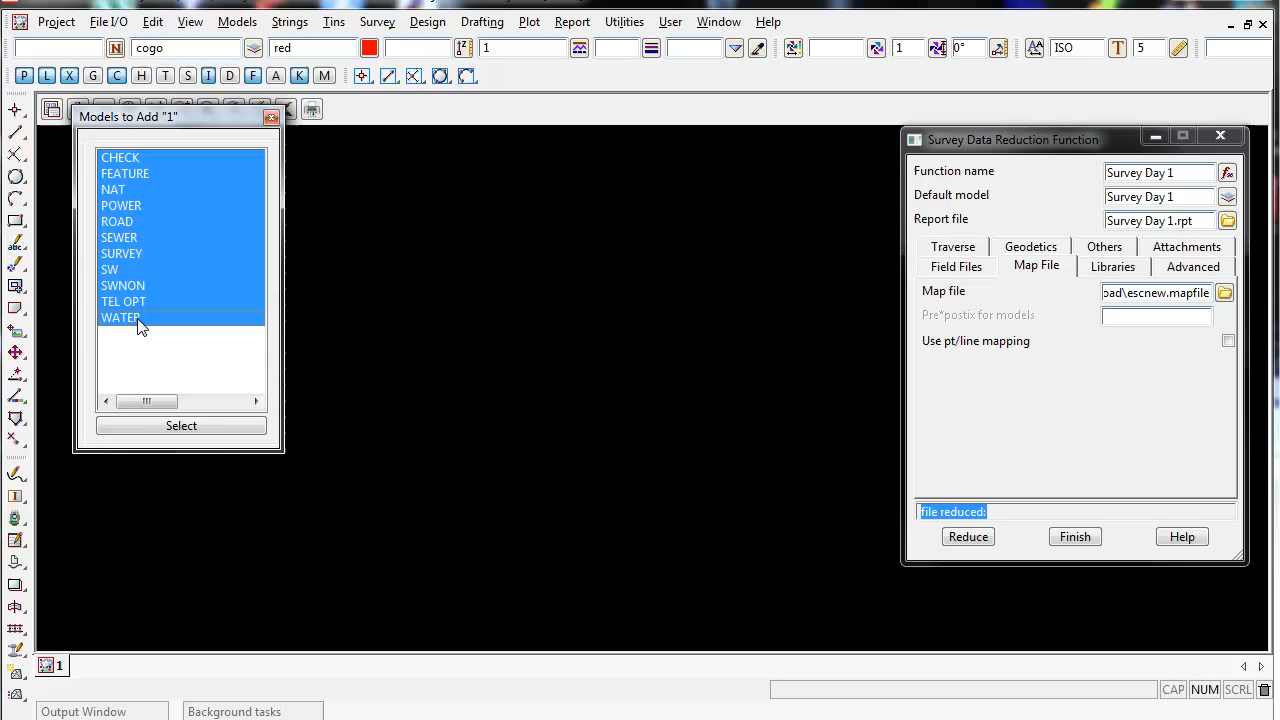 Project File I/O Edit View Models Strings Tins Survey Design Drafting Plot Report Utilities User Window Help
N cogo red 1 1 0° ISO T 5
P L X G C H T S I D F A K M
Models to Add "1"
CHECK
FEATURE
NAT
POWER
ROAD
SEWER
SURVEY
SW
SWNON
TEL OPT
WATER
Select
Survey Data Reduction Function
Function name Survey Day 1
Default model Survey Day 1
Report file Survey Day 1.rpt
Traverse Geodetics Others Attachments
Field Files Map File Libraries Advanced
Map file oad\escnew.mapfile
Pre*postix for models
Use pt/line mapping
file reduced:
Reduce Finish Help
1
CAP NUM SCRL
Output Window Background tasks